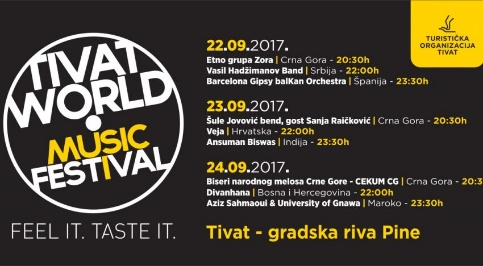 TIVAT
WORLD
MUSIC
FESTIVAL
FEEL IT. TASTE IT.
22.09.2017.
Etno grupa Zora | Crna Gora - 20:30h
Vasil Hadžimanov Band | Srbija - 22:00h
Barcelona Gipsy balKan Orchestra | Španija - 23:30h
23.09.2017.
Šule Jovović bend, gost Sanja Raičković | Crna Gora - 20:30h
Veja | Hrvatska - 22:00h
Ansuman Biswas | Indija - 23:30h
24.09.2017.
Biseri narodnog melosa Crne Gore - CEKUM CG | Crna Gora - 20:3
Divanhana | Bosna i Hercegovina - 22:00h
Aziz Sahmaoui & University of Gnawa | Maroko - 23:30h
Tivat - gradska riva Pine
TURISTIČKA
ORGANIZACIJA
TIVAT